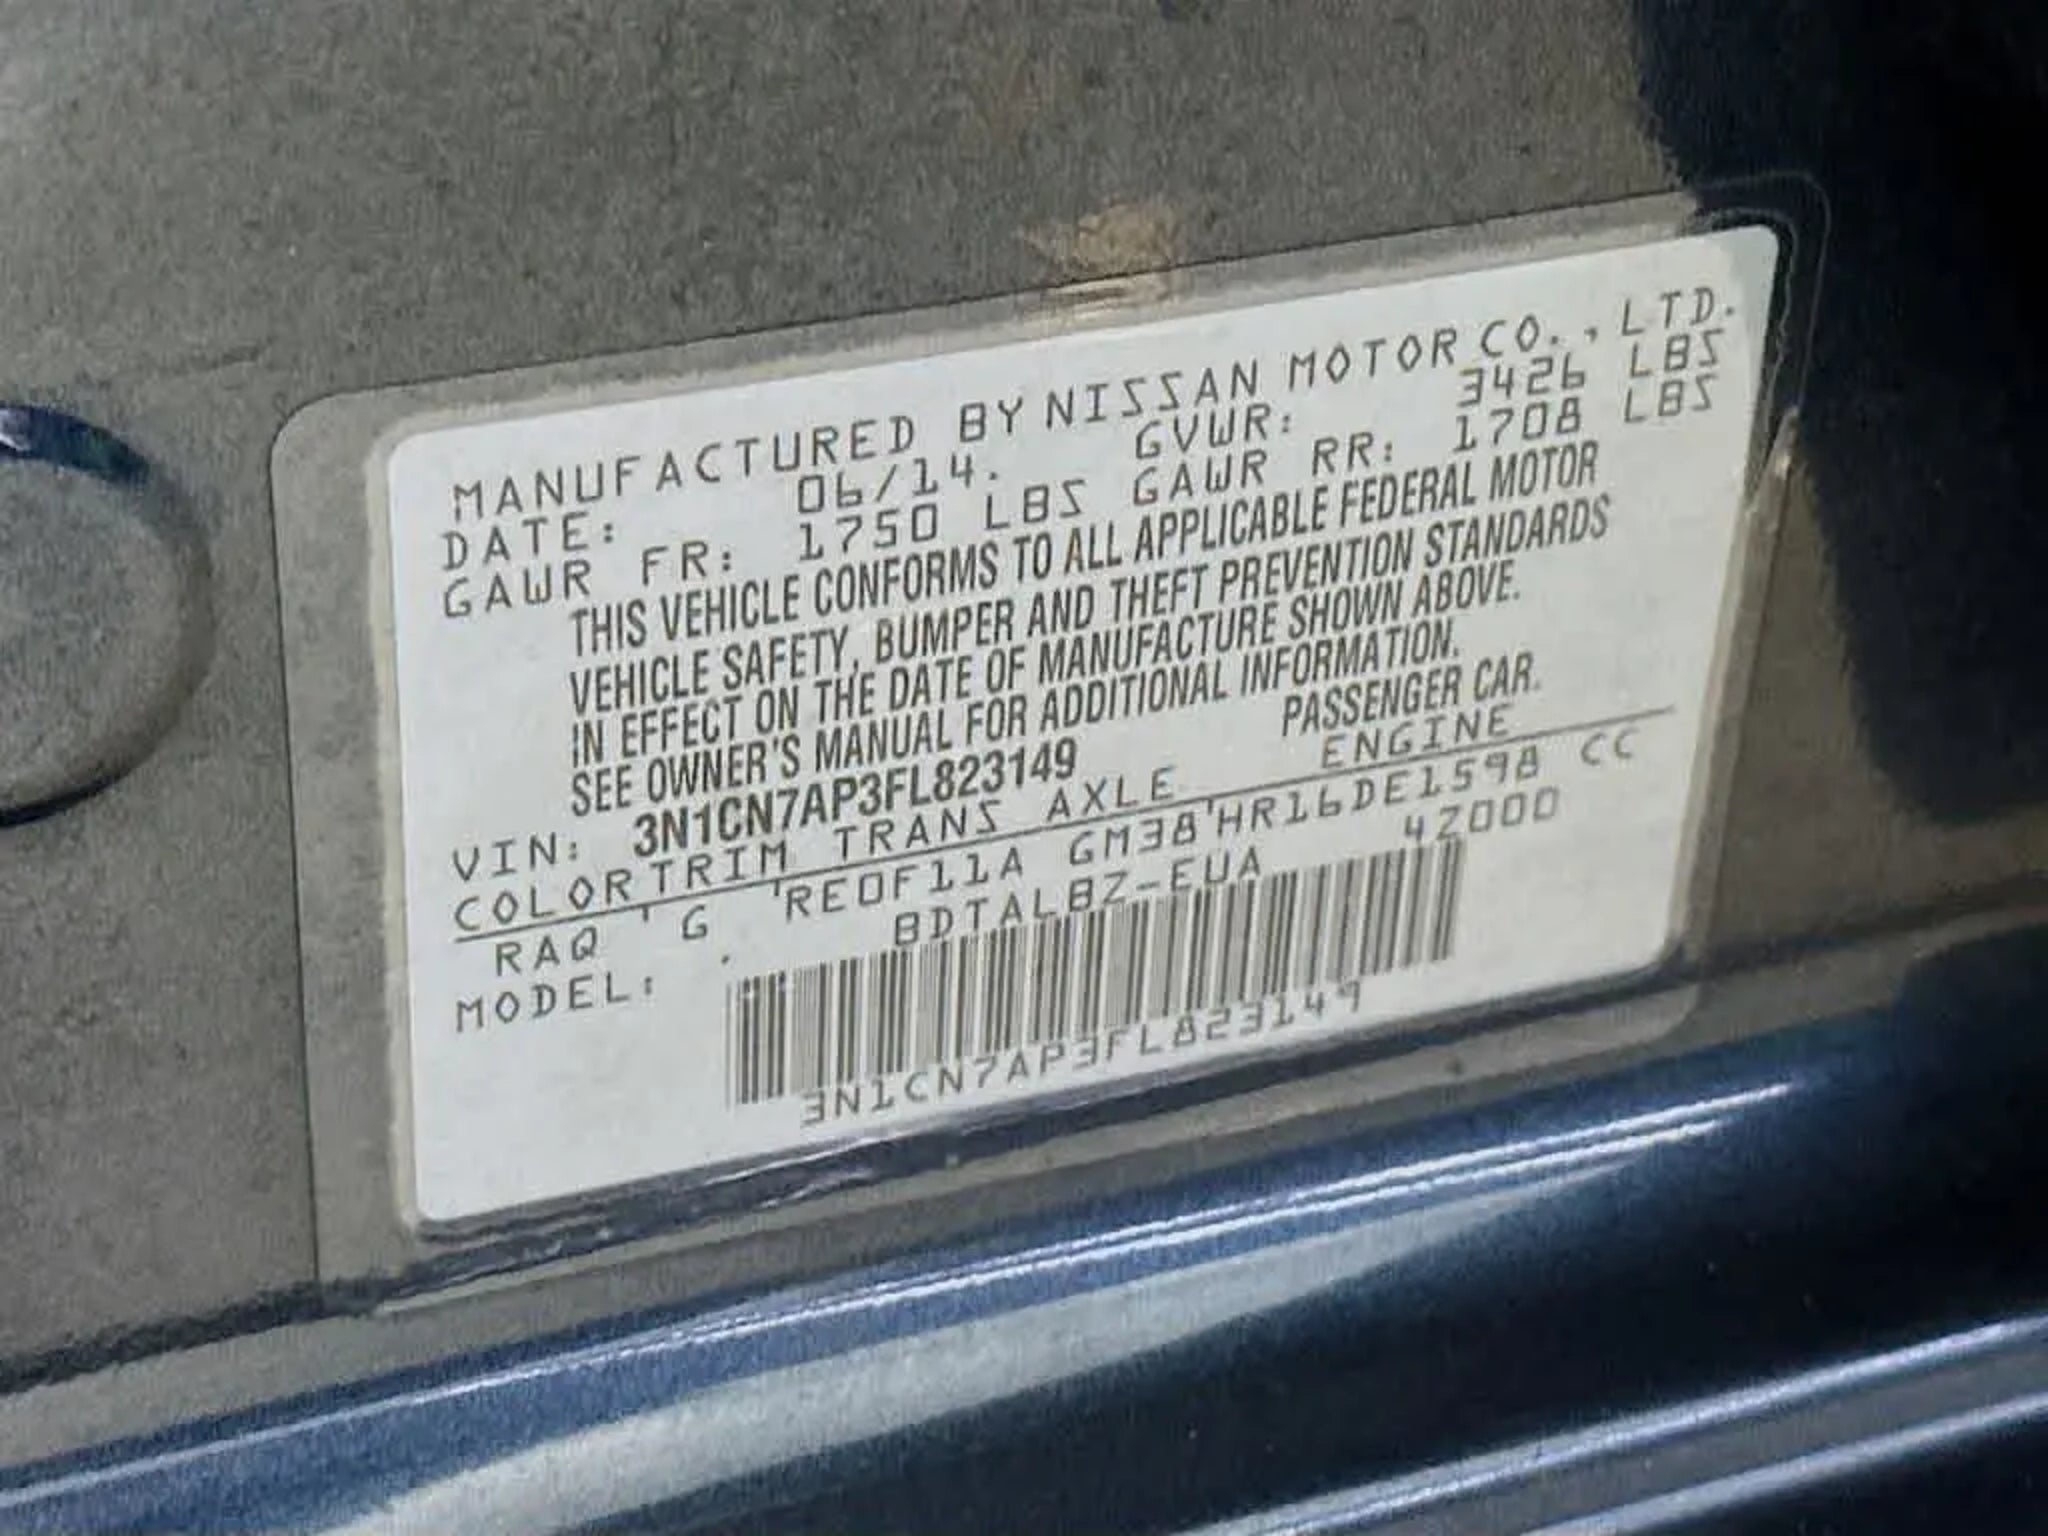 MANUFACTURED BY NISSAN MOTOR CO., LTD.
DATE: 06/14. GVWR: 3426 LBS
GAWR FR: 1750 LBS GAWR RR: 1708 LBS
THIS VEHICLE CONFORMS TO ALL APPLICABLE FEDERAL MOTOR
VEHICLE SAFETY, BUMPER AND THEFT PREVENTION STANDARDS
IN EFFECT ON THE DATE OF MANUFACTURE SHOWN ABOVE.
SEE OWNER'S MANUAL FOR ADDITIONAL INFORMATION.
VIN: 3N1CN7AP3FL823149 PASSENGER CAR.
COLOR TRIM TRANS AXLE ENGINE
RAQ ' G ' RE0F11A GM38 ' HR16DE1598 CC
MODEL: . BDTALBZ-EUA 42000
3N1CN7AP3FL823149